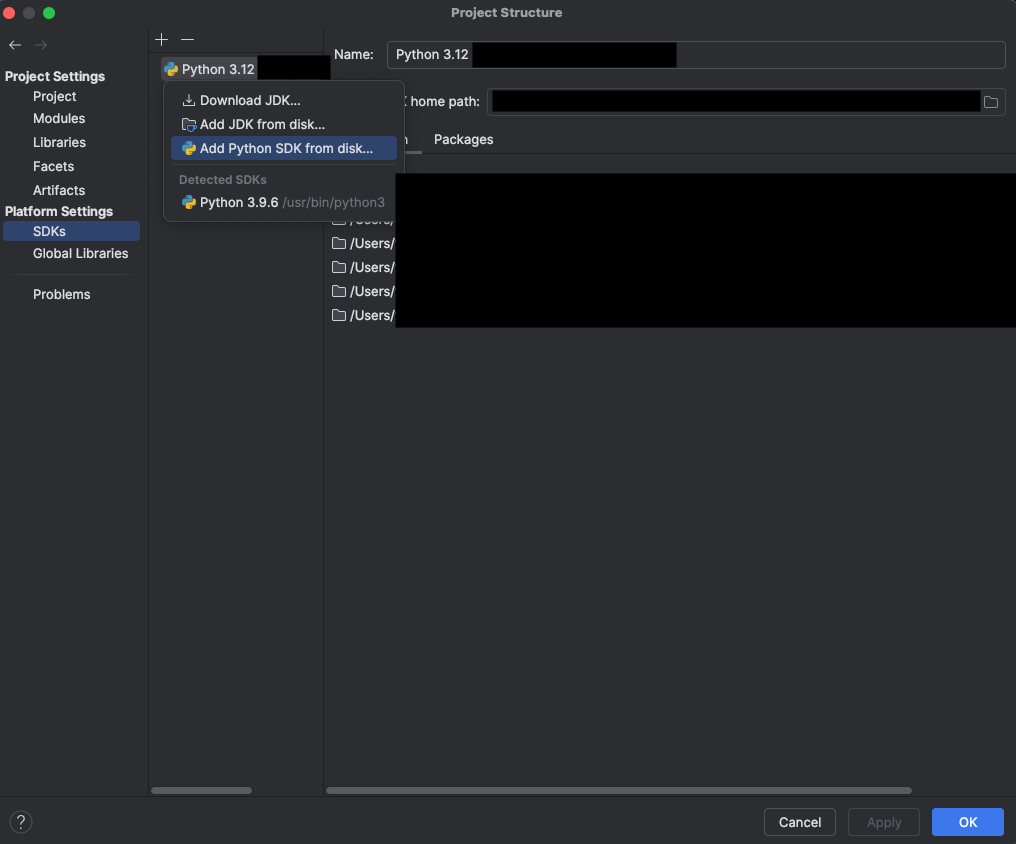 Project Structure
Project Settings
Project
Modules
Libraries
Facets
Artifacts
Platform Settings
SDKs
Global Libraries
Problems
Python 3.12
Download JDK...
Add JDK from disk...
Add Python SDK from disk...
Detected SDKs
Python 3.9.6 /usr/bin/python3
Name:
Python 3.12
home path:
Packages
/Users/
/Users/
/Users/
/Users/
/Users/
?
Cancel
Apply
OK